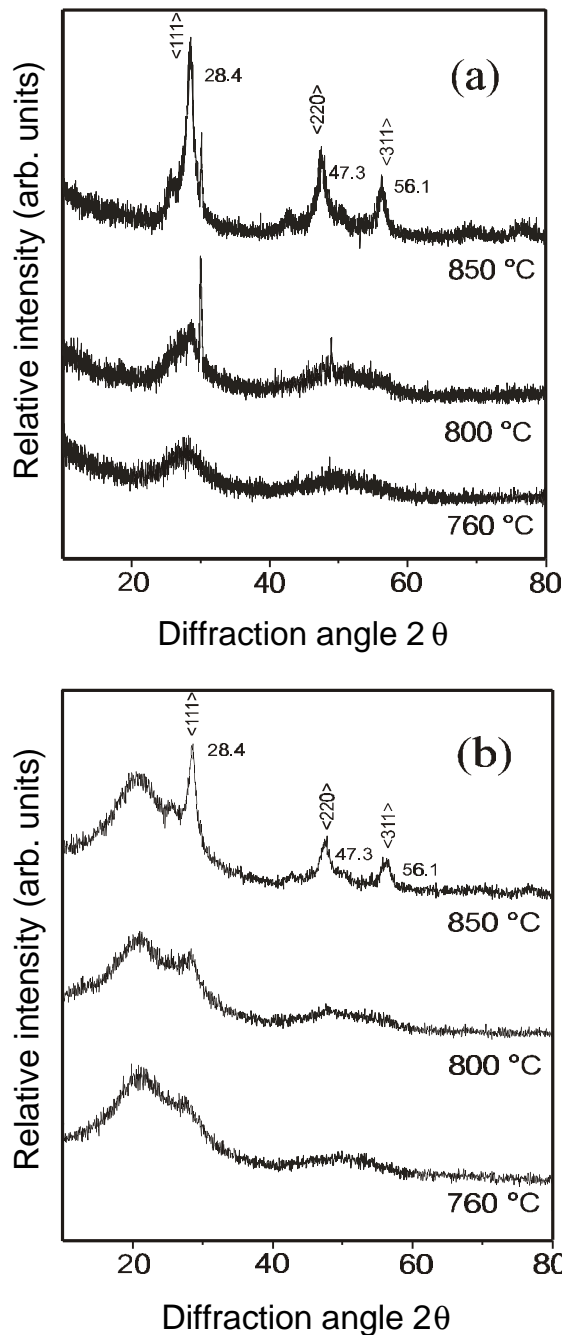 (a)
<111>
28.4
<220>
47.3
<311>
56.1
850 °C
800 °C
760 °C
Relative intensity (arb. units)
20 40 60 80
Diffraction angle 2 θ
(b)
<111>
28.4
<220>
47.3
<311>
56.1
850 °C
800 °C
760 °C
Relative intensity (arb. units)
20 40 60 80
Diffraction angle 2θ